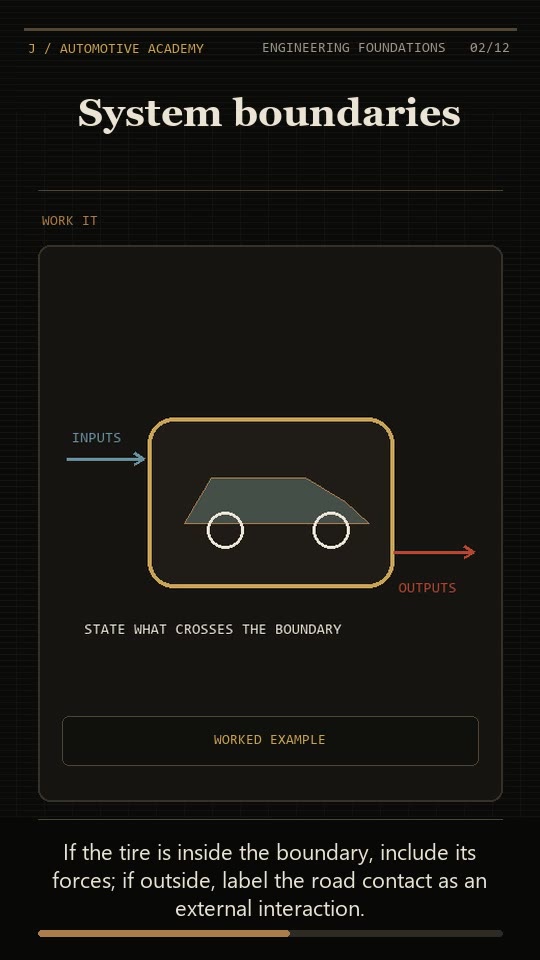 J / AUTOMOTIVE ACADEMY
ENGINEERING FOUNDATIONS 02/12
System boundaries
WORK IT
INPUTS
OUTPUTS
STATE WHAT CROSSES THE BOUNDARY
WORKED EXAMPLE
If the tire is inside the boundary, include its
forces; if outside, label the road contact as an
external interaction.